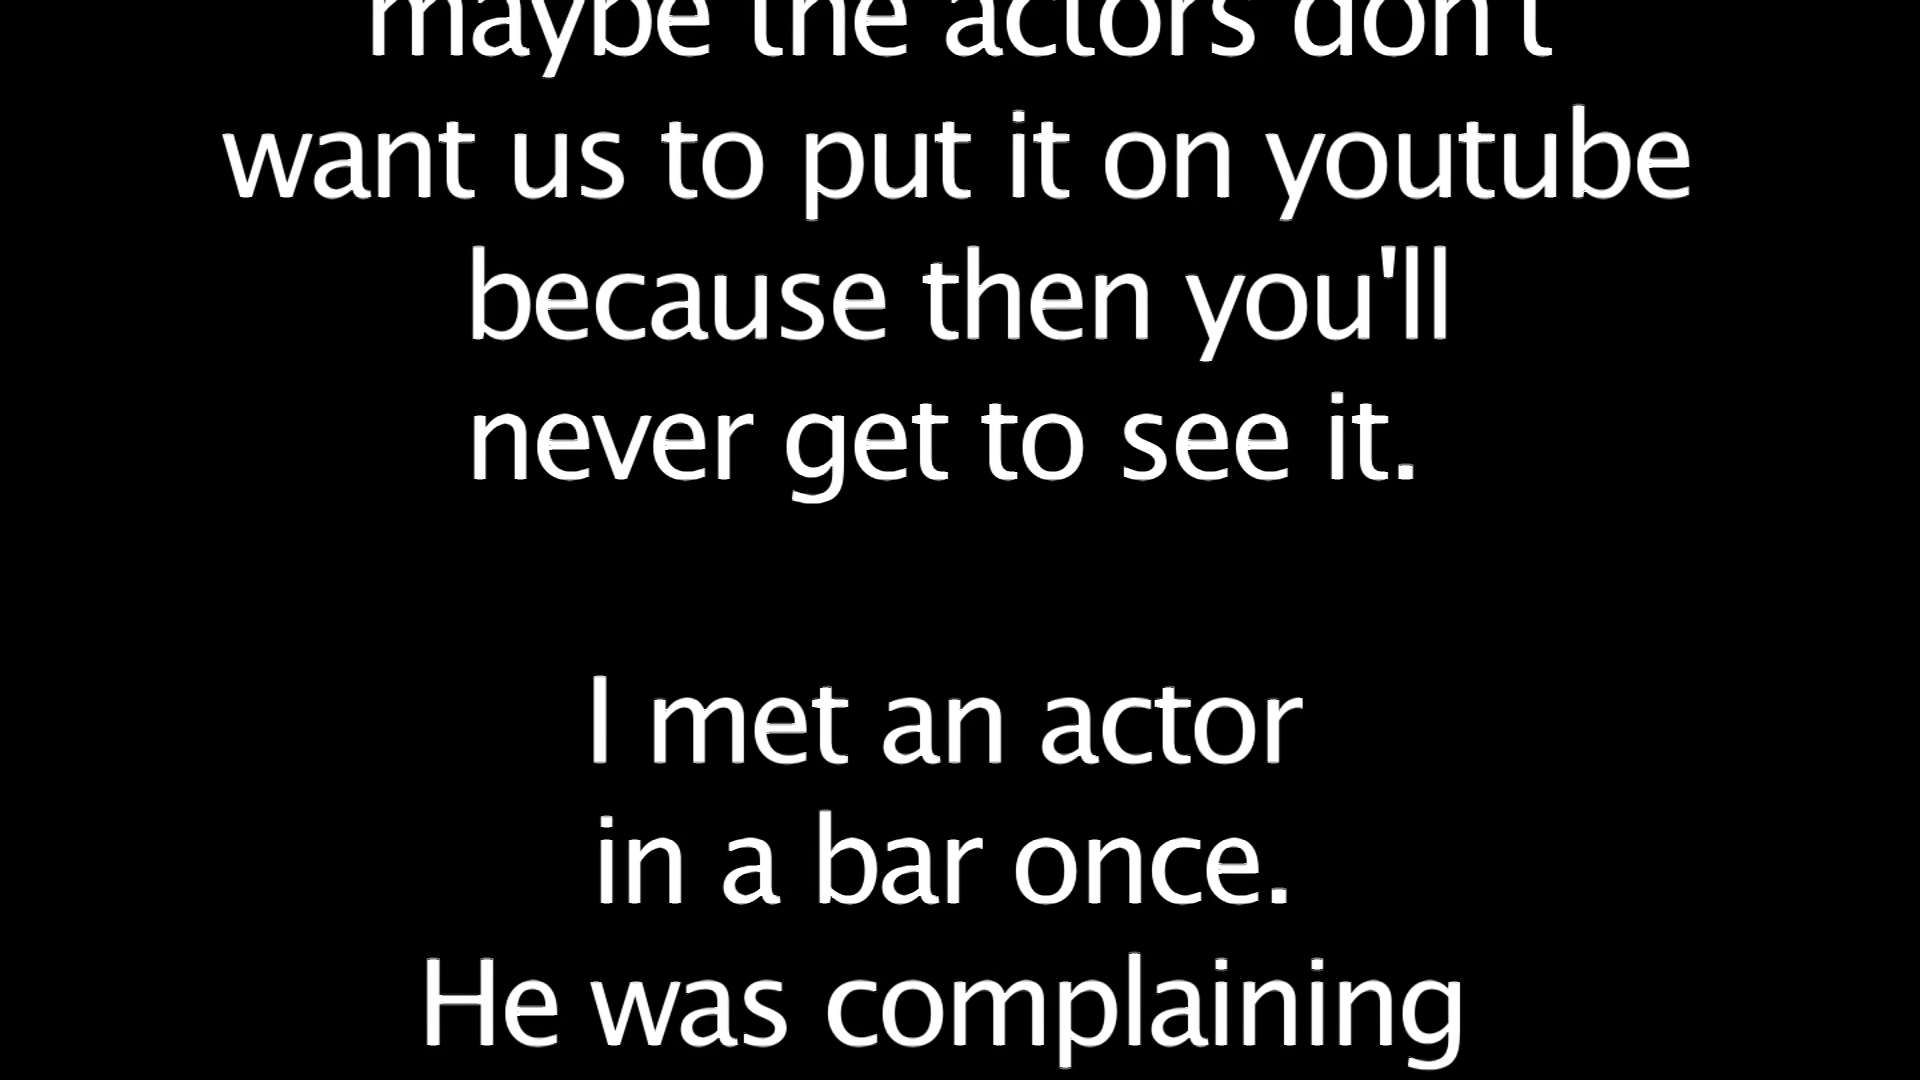 maybe the actors don't
want us to put it on youtube
because then you'll
never get to see it.
I met an actor
in a bar once.
He was complaining